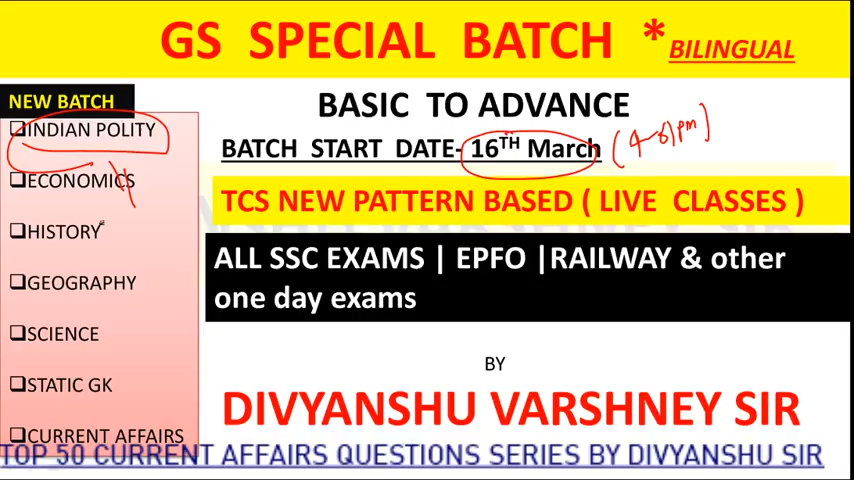 GS SPECIAL BATCH *BILINGUAL
NEW BATCH
INDIAN POLITY
ECONOMICS
HISTORY
GEOGRAPHY
SCIENCE
STATIC GK
CURRENT AFFAIRS
BASIC TO ADVANCE
BATCH START DATE- 16TH March (4-6) pm)
TCS NEW PATTERN BASED ( LIVE CLASSES )
ALL SSC EXAMS | EPFO |RAILWAY & other
one day exams
BY
DIVYANSHU VARSHNEY SIR
TOP 50 CURRENT AFFAIRS QUESTIONS SERIES BY DIVYANSHU SIR